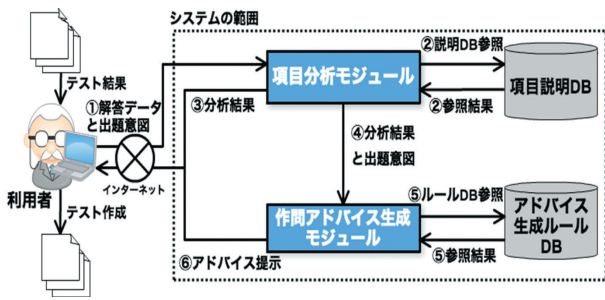 システムの範囲
テスト結果
①解答データ
と出題意図
利用者
インターネット
テスト作成
項目分析モジュール
②説明DB参照
②参照結果
項目説明DB
③分析結果
④分析結果
と出題意図
作問アドバイス生成
モジュール
⑤ルールDB参照
⑤参照結果
アドバイス
生成ルール
DB
⑥アドバイス提示